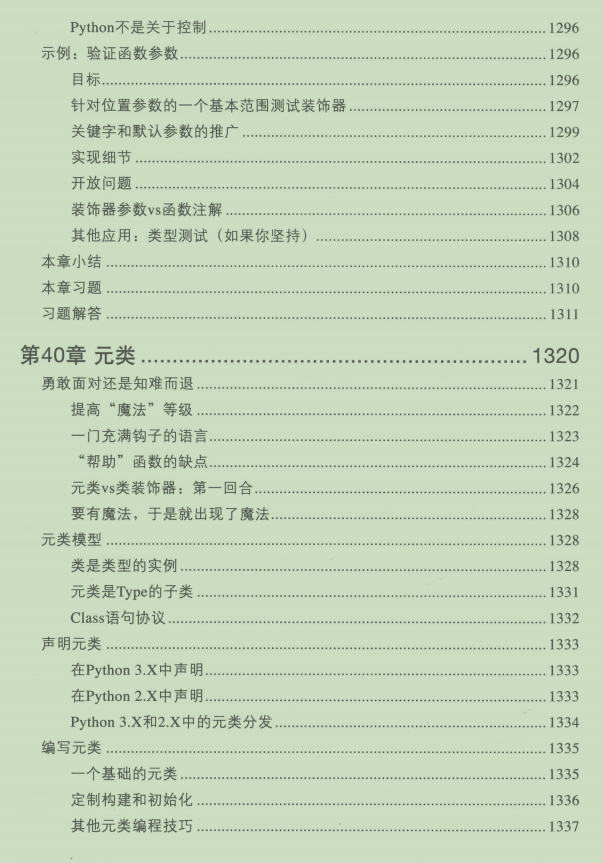 Python不是关于控制 1296
示例：验证函数参数 1296
目标 1296
针对位置参数的一个基本范围测试装饰器 1297
关键字和默认参数的推广 1299
实现细节 1302
开放问题 1304
装饰器参数vs函数注解 1306
其他应用：类型测试（如果你坚持） 1308
本章小结 1310
本章习题 1310
习题解答 1311
第40章 元类 1320
勇敢面对还是知难而退 1321
提高“魔法”等级 1322
一门充满钩子的语言 1323
“帮助”函数的缺点 1324
元类vs类装饰器：第一回合 1326
要有魔法，于是就出现了魔法 1328
元类模型 1328
类是类型的实例 1328
元类是Type的子类 1331
Class语句协议 1332
声明元类 1333
在Python 3.X中声明 1333
在Python 2.X中声明 1333
Python 3.X和2.X中的元类分发 1334
编写元类 1335
一个基础的元类 1335
定制构建和初始化 1336
其他元类编程技巧 1337